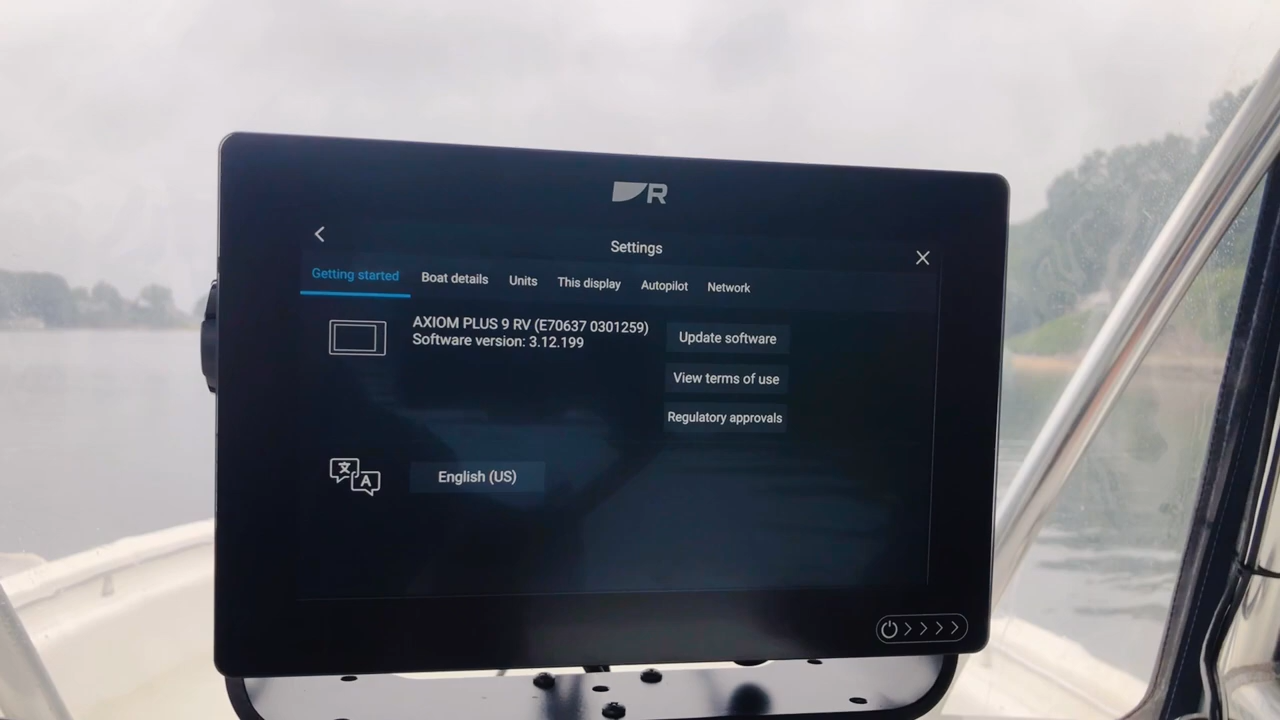 R
Settings
Getting started Boat details Units This display Autopilot Network
AXIOM PLUS 9 RV (E70637 0301259)
Software version: 3.12.199
Update software
View terms of use
Regulatory approvals
文 A
English (US)